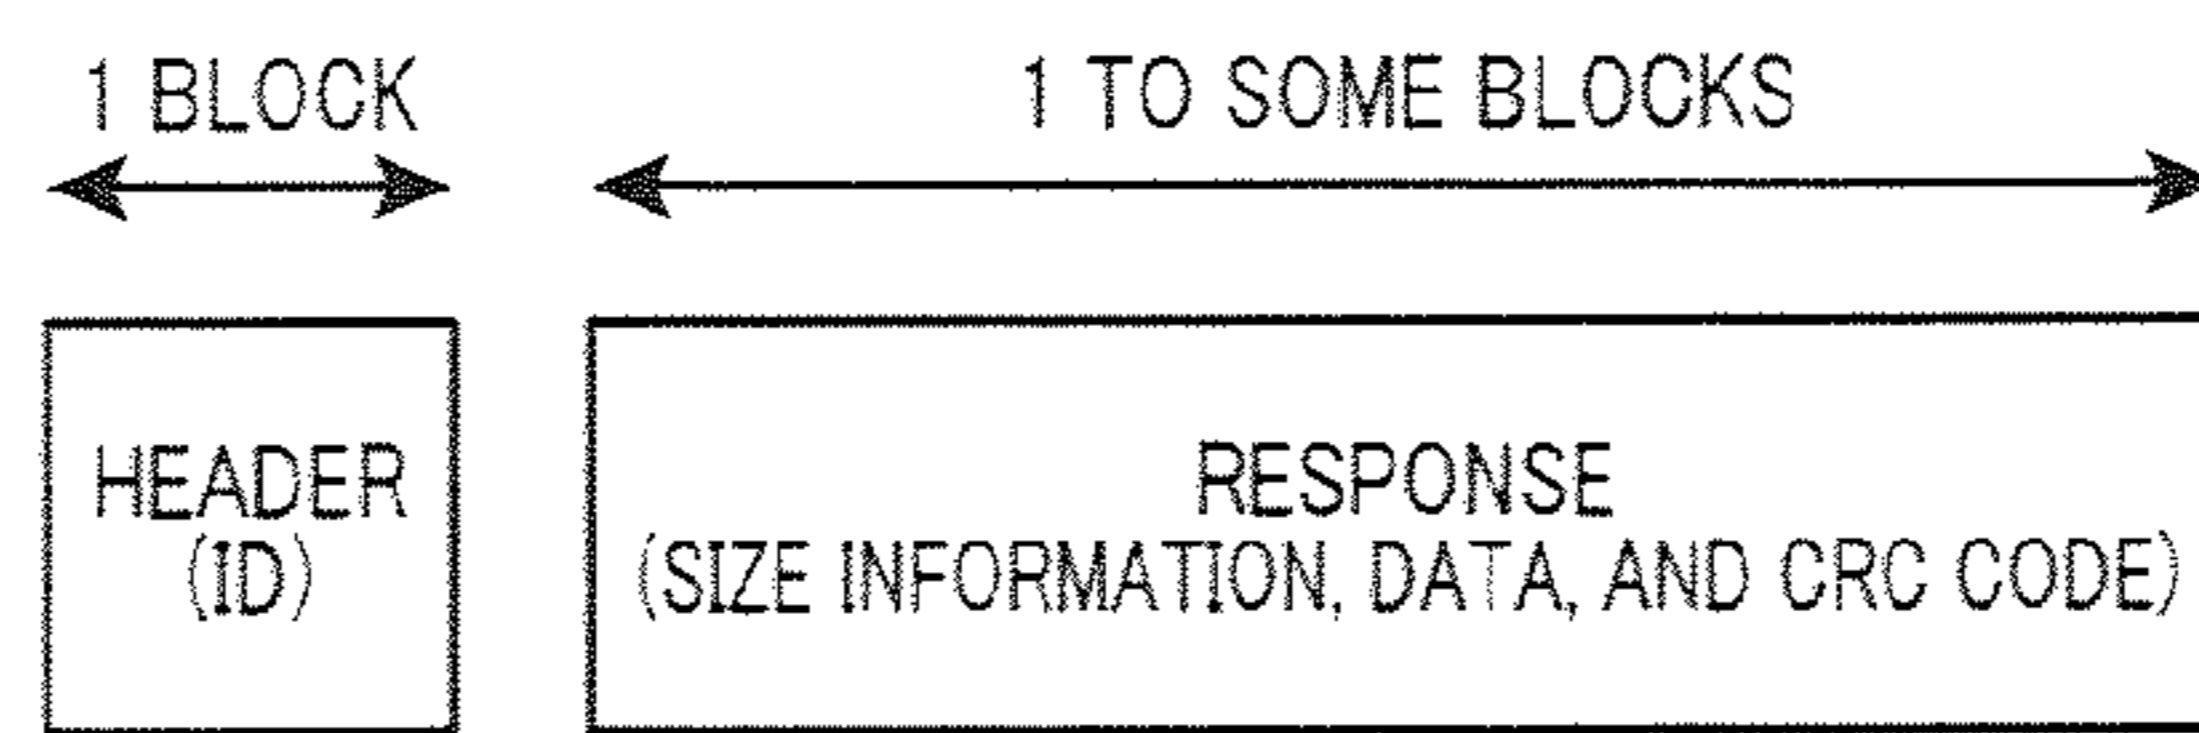 1 BLOCK
1 TO SOME BLOCKS
HEADER
(ID)
RESPONSE
(SIZE INFORMATION, DATA, AND CRC CODE)